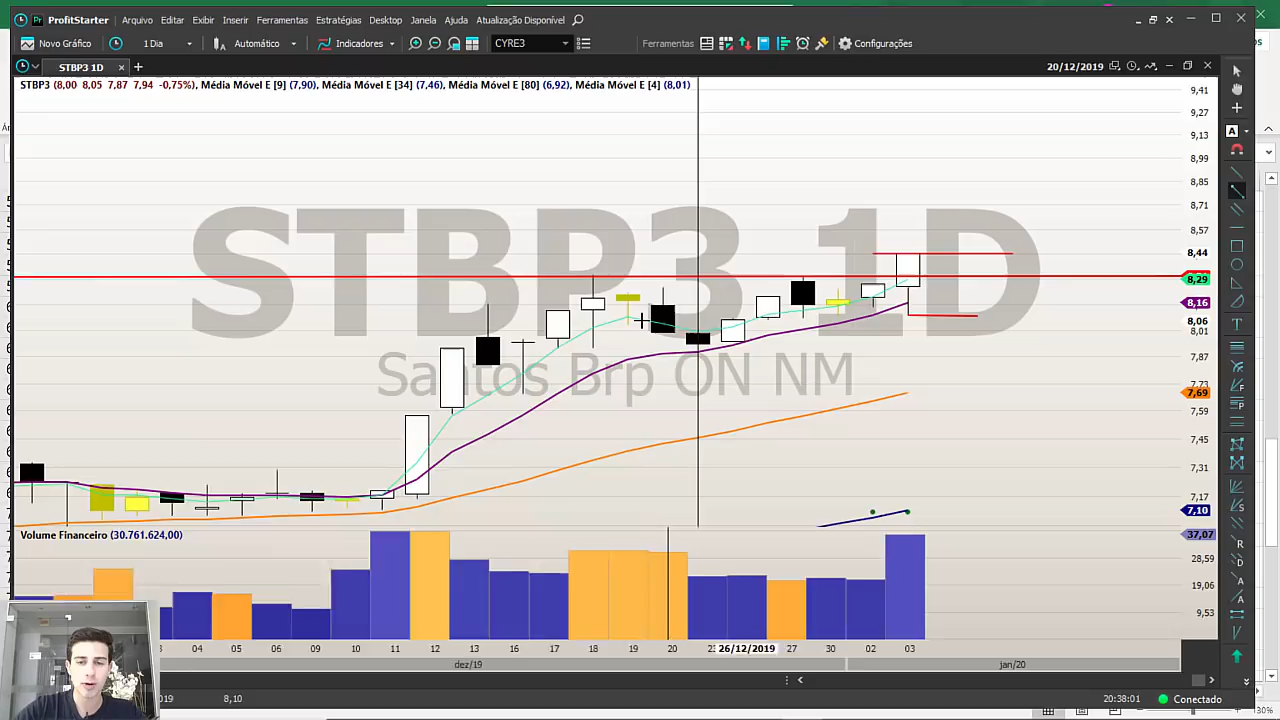 ProfitStarter Arquivo Editar Exibir Inserir Ferramentas Estratégias Desktop Janela Ajuda Atualização Disponível
Novo Gráfico 1 Dia Automático Indicadores CYRE3 Ferramentas Configurações
STBP3 1D 20/12/2019
STBP3 (8,00 8,05 7,87 7,94 -0,75%), Média Móvel E [9] (7,90), Média Móvel E [34] (7,46), Média Móvel E [80] (6,92), Média Móvel E [4] (8,01)
9,41
9,27
9,13
8,99
8,85
8,71
8,57
8,44
8,29
8,16
8,06
8,01
7,87
7,73
7,69
7,59
7,45
7,31
7,17
7,10
STBP3 1D
Santos Brp ON NM
Volume Financeiro (30.761.624,00)
37,07
28,59
19,06
9,53
04 05 06 09 10 11 12 13 16 17 18 19 20 26/12/2019 27 30 02 03
dez/19 jan/20
2019 8,10 20:38:01 Conectado
30%